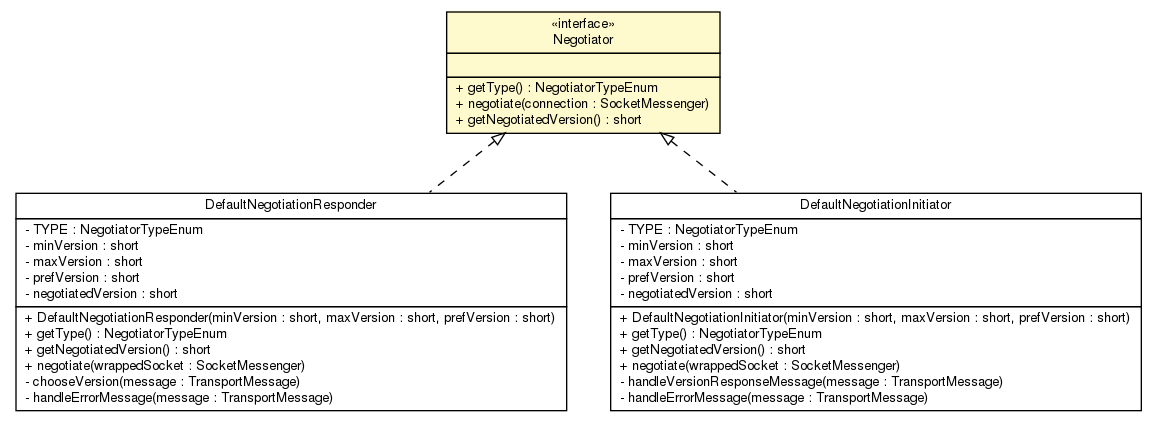 «interface»
Negotiator
+ getType() : NegotiatorTypeEnum
+ negotiate(connection : SocketMessenger)
+ getNegotiatedVersion() : short
DefaultNegotiationResponder
- TYPE : NegotiatorTypeEnum
- minVersion : short
- maxVersion : short
- prefVersion : short
- negotiatedVersion : short
+ DefaultNegotiationResponder(minVersion : short, maxVersion : short, prefVersion : short)
+ getType() : NegotiatorTypeEnum
+ getNegotiatedVersion() : short
+ negotiate(wrappedSocket : SocketMessenger)
- chooseVersion(message : TransportMessage)
- handleErrorMessage(message : TransportMessage)
DefaultNegotiationInitiator
- TYPE : NegotiatorTypeEnum
- minVersion : short
- maxVersion : short
- prefVersion : short
- negotiatedVersion : short
+ DefaultNegotiationInitiator(minVersion : short, maxVersion : short, prefVersion : short)
+ getType() : NegotiatorTypeEnum
+ getNegotiatedVersion() : short
+ negotiate(wrappedSocket : SocketMessenger)
- handleVersionResponseMessage(message : TransportMessage)
- handleErrorMessage(message : TransportMessage)